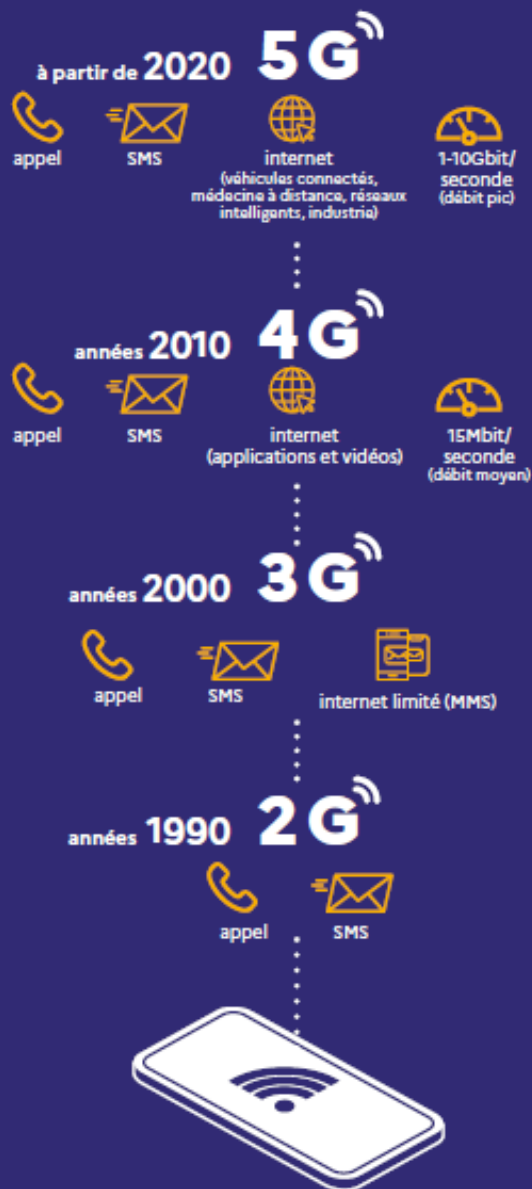 à partir de 2020 5G
appel
SMS
internet
(véhicules connectés,
médecine à distance, réseaux
intelligents, industrie)
1-10Gbit/
seconde
(débit pic)
années 2010 4G
appel
SMS
internet
(applications et vidéos)
15Mbit/
seconde
(débit moyen)
années 2000 3G
appel
SMS
internet limité (MMS)
années 1990 2G
appel
SMS